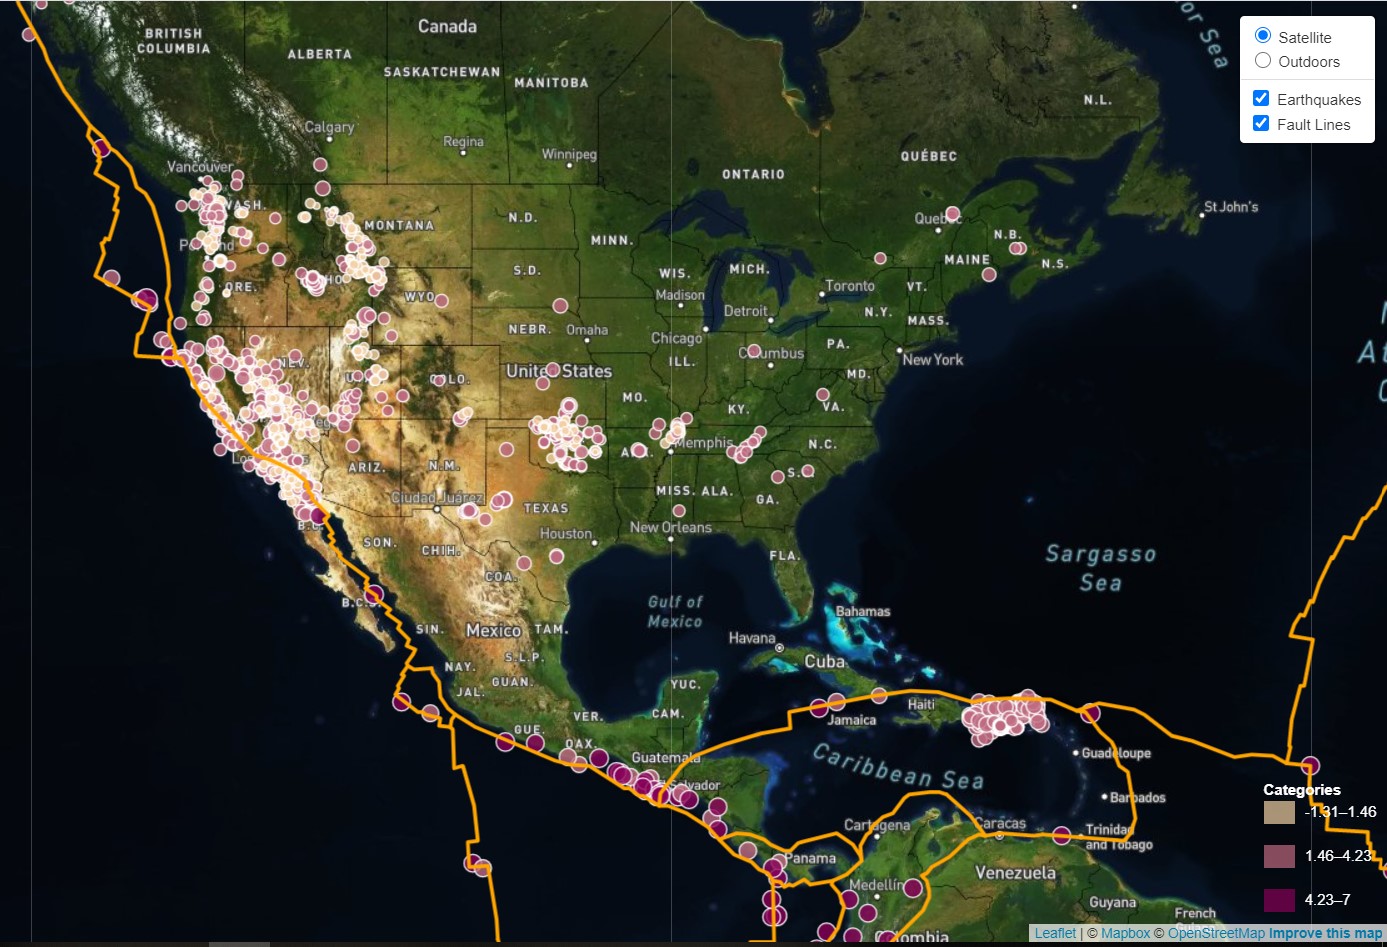 Canada
BRITISH
COLUMBIA
ALBERTA
SASKATCHEWAN
MANITOBA
or Sea
Satellite
Outdoors
Earthquakes
Fault Lines
N.L.
Calgary
Regina
Winnipeg
Vancouver
ONTARIO
QUÉBEC
WASH.
MONTANA
N.D.
Quebec
St John's
N.B.
MINN.
MAINE
N.S.
S.D.
WIS.
MICH.
ORE.
WYO
Madison
Toronto
VT.
Detroit
N.Y.
MASS.
NEBR.
Omaha
Chicago
PA.
NEV.
ILL.
Columbus
New York
United States
COLO.
MD.
MO.
KY.
VA.
Memphis
N.C.
ARIZ.
N.M.
S.C.
MISS.
ALA.
GA.
Ciudad Juárez
TEXAS
New Orleans
Houston
SON.
CHIH.
FLA.
Sargasso
Sea
COA.
B.C.S.
Gulf of
Mexico
Bahamas
SIN.
Mexico
TAM.
Havana
Cuba
S.L.P.
NAY.
GUAN.
JAL.
YUC.
CAM.
Haiti
Jamaica
VER.
GUE.
OAX.
Guatemala
Guadeloupe
Caribbean Sea
Salvador
Barbados
Cartagena
Caracas
Trinidad
and Tobago
Panama
Venezuela
Medellín
Guyana
French
Colombia
Categories
-1.31–1.46
1.46–4.23
4.23–7
Leaflet | © Mapbox © OpenStreetMap Improve this map